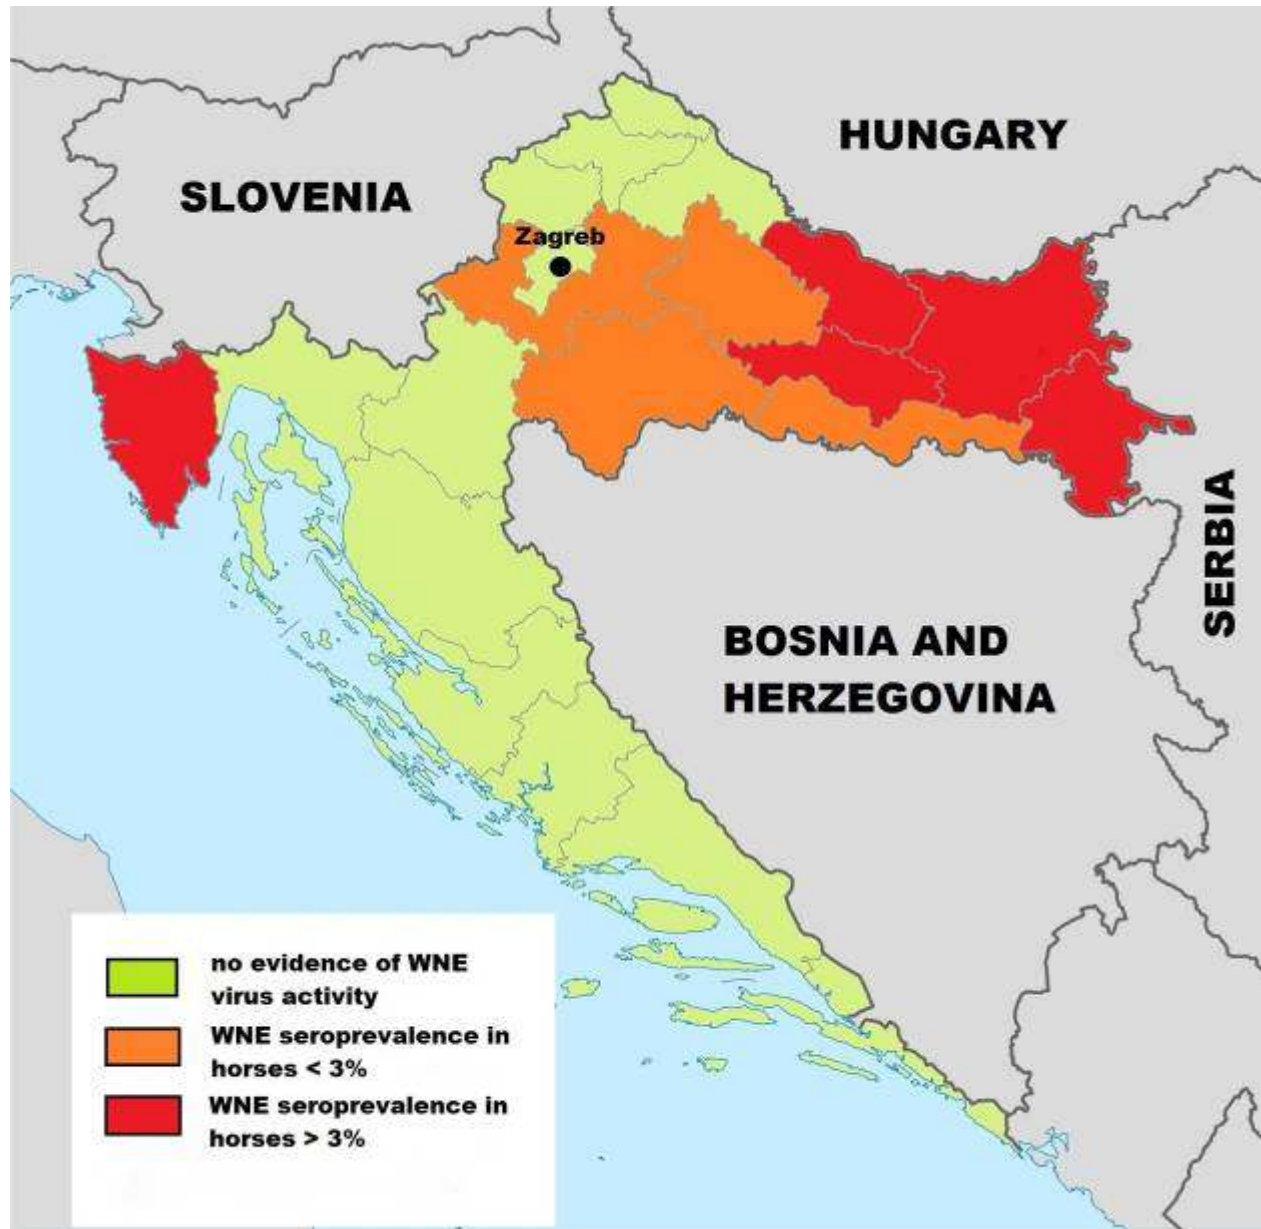 HUNGARY
SLOVENIA
Zagreb
SERBIA
BOSNIA AND
HERZEGOVINA
no evidence of WNE
virus activity
WNE seroprevalence in
horses < 3%
WNE seroprevalence in
horses > 3%